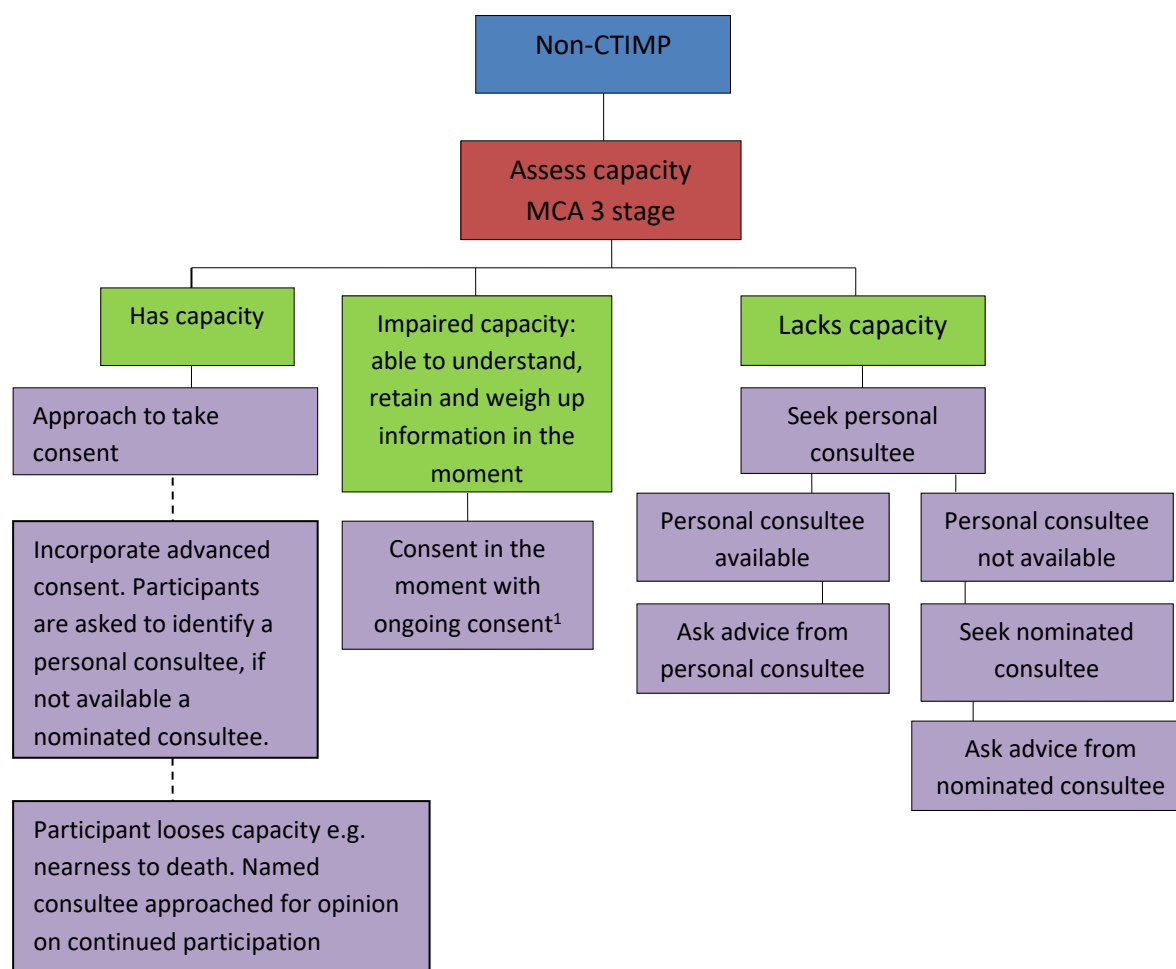 Non-CTIMP
Assess capacity
MCA 3 stage
Has capacity
Impaired capacity:
able to understand,
retain and weigh up
information in the
moment
Lacks capacity
Approach to take
consent
Seek personal
consultee
Incorporate advanced
consent. Participants
are asked to identify a
personal consultee, if
not available a
nominated consultee.
Consent in the
moment with
ongoing consent¹
Personal consultee
available
Personal consultee
not available
Ask advice from
personal consultee
Seek nominated
consultee
Ask advice from
nominated consultee
Participant looses capacity e.g.
nearness to death. Named
consultee approached for opinion
on continued participation